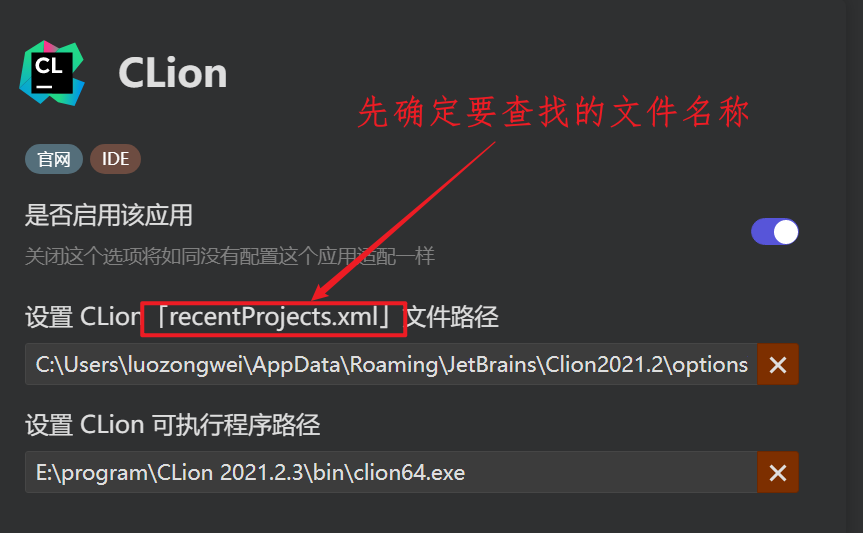 CL
CLion
先确定要查找的文件名称
官网 IDE
是否启用该应用
关闭这个选项将如同没有配置这个应用适配一样
设置 CLion「recentProjects.xml」文件路径
C:\Users\luozongwei\AppData\Roaming\JetBrains\Clion2021.2\options
设置 CLion 可执行程序路径
E:\program\CLion 2021.2.3\bin\clion64.exe